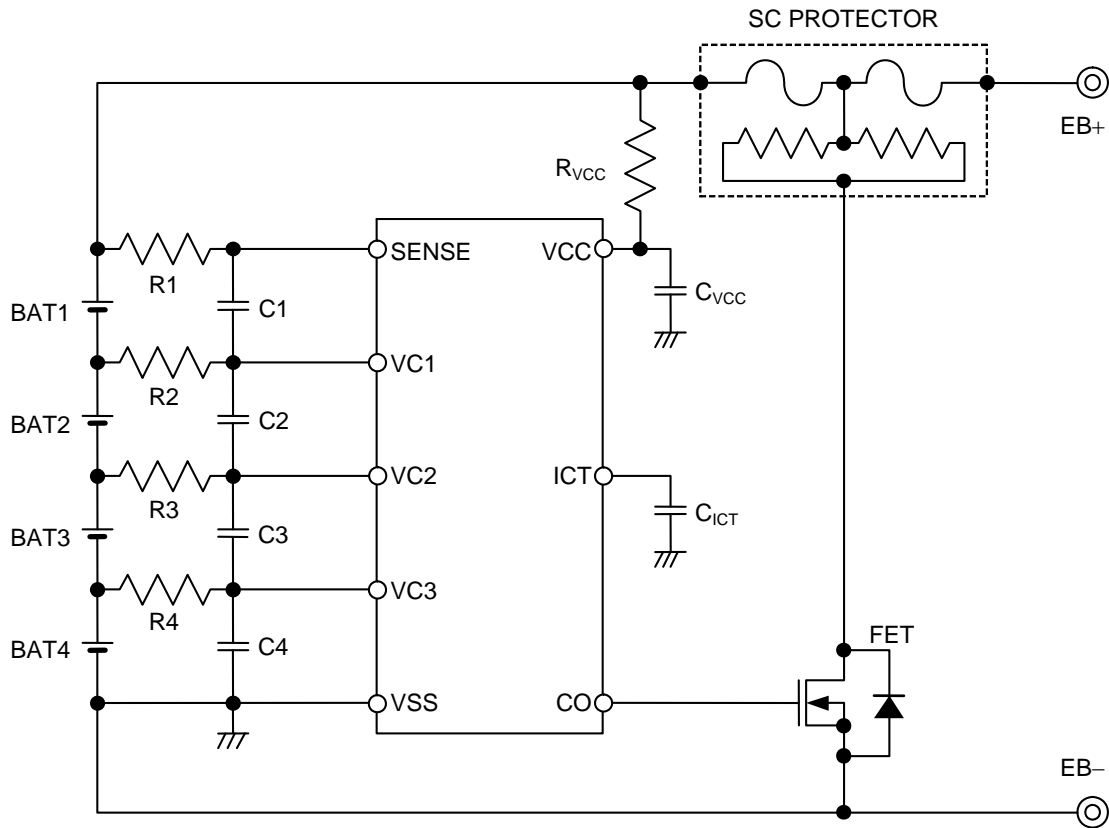 SC PROTECTOR
EB+
RVCC
SENSE
VCC
R1
BAT1
C1
CVCC
VC1
R2
BAT2
C2
VC2
ICT
R3
CICT
BAT3
C3
VC3
R4
FET
BAT4
C4
VSS
CO
EB−